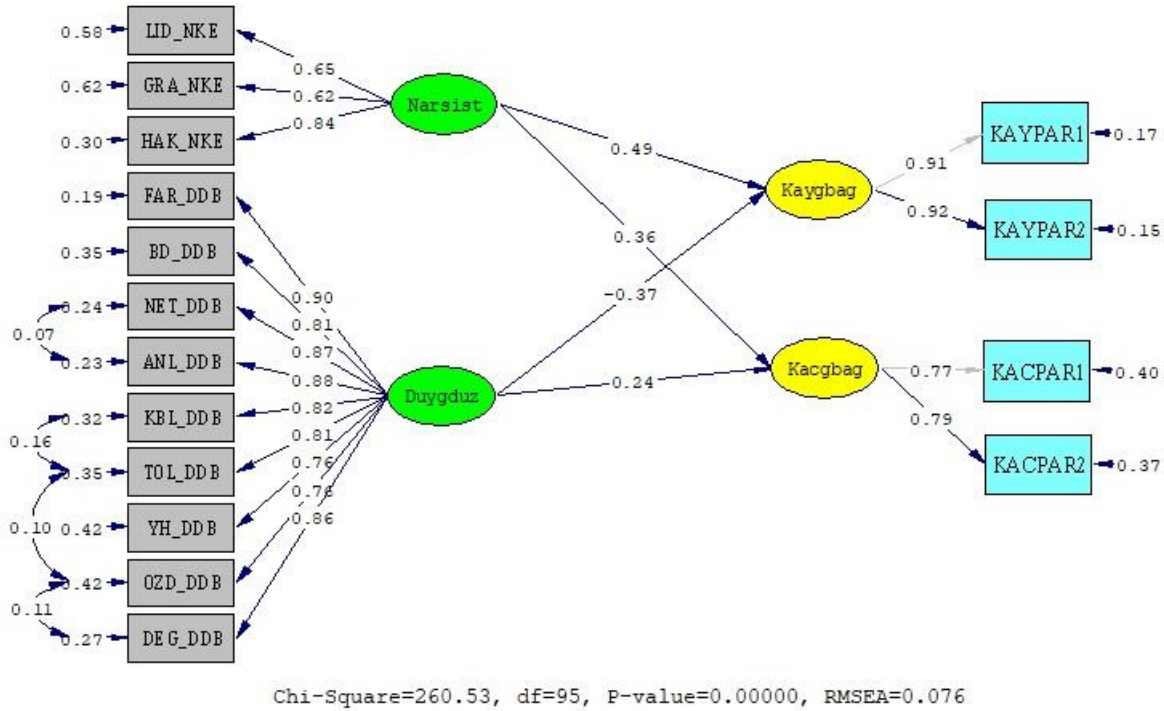 0.58 LID_NKE
0.62 GRA_NKE
0.30 HAK_NKE
0.19 FAR_DDB
0.35 BD_DDB
0.24 NET_DDB
0.07
0.23 ANL_DDB
0.32 KBL_DDB
0.16
0.35 TOL_DDB
0.10 0.42 YH_DDB
0.42 OZD_DDB
0.11
0.27 DEG_DDB
0.65
0.62
0.84
0.90
0.81
0.87
0.88
0.82
0.81
0.76
0.76
0.86
Narsist
Duygduz
0.49
0.36
-0.37
0.24
Kaygbag
Kacgbag
0.91
0.92
0.77
0.79
KAYPAR1 0.17
KAYPAR2 0.15
KACPAR1 0.40
KACPAR2 0.37
Chi-Square=260.53, df=95, P-value=0.00000, RMSEA=0.076